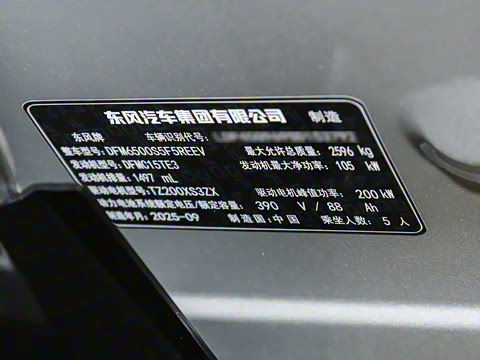 东风汽车集团有限公司 制造
东风牌 车辆识别代号:
整车型号: DFM6500S5F5REEV 最大允许总质量: 2596 kg
发动机型号: DFMC15TE3 发动机最大净功率: 105 kW
发动机排量: 1497 mL
驱动电机型号: TZ200XS3ZX 驱动电机峰值功率: 200 kW
动力电池系统额定电压/额定容量: 390 V / 88 Ah
制造年月: 2025-09 制造国: 中国 乘坐人数: 5 人